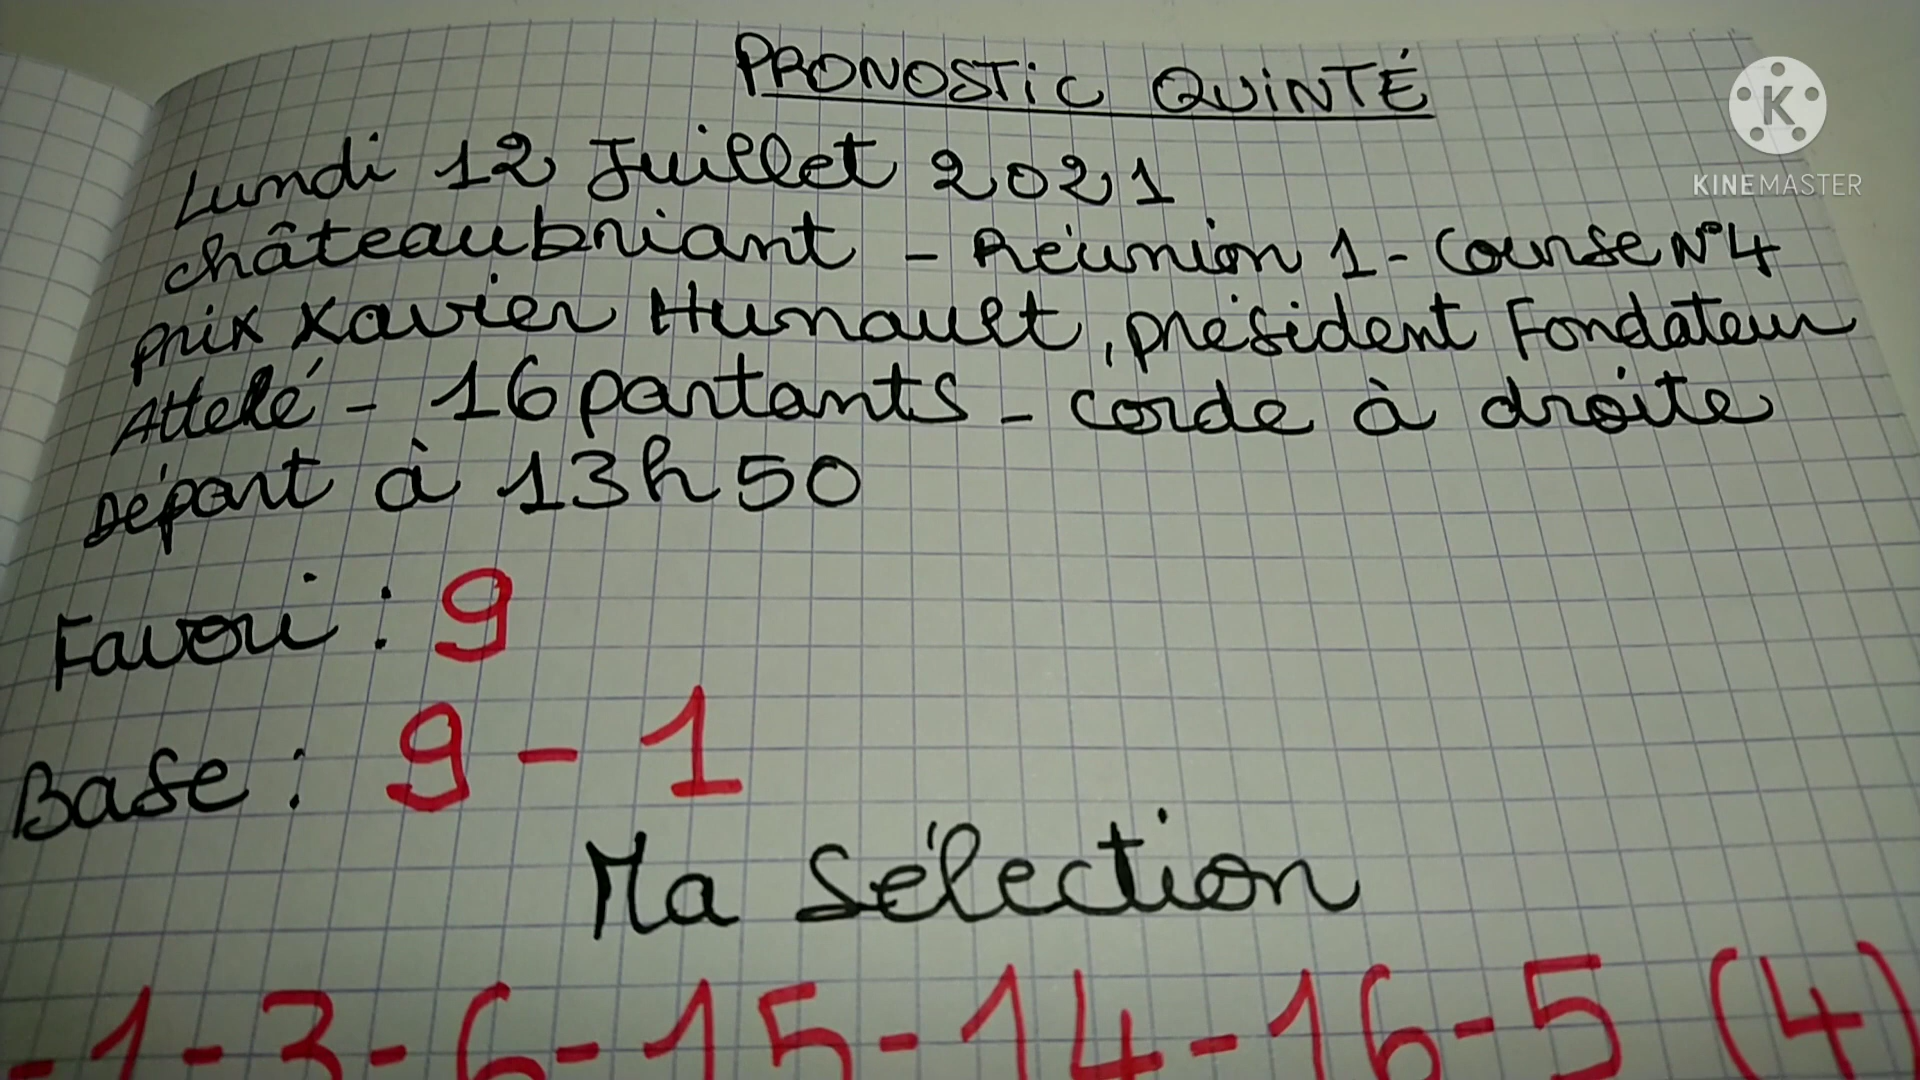 PRONOSTIC QUINTÉ
Lundi 12 Juillet 2021
châteaubriant - Réunion 1 - Course N°4
prix Xavier Hunault, président Fondateur
Attelé - 16 partants - corde à droite
Départ à 13h50
Favori : 9
Base : 9 - 1
Ma Sélection
- 1 - 3 - 6 - 15 - 14 - 16 - 5 (4)
K
KINEMASTER